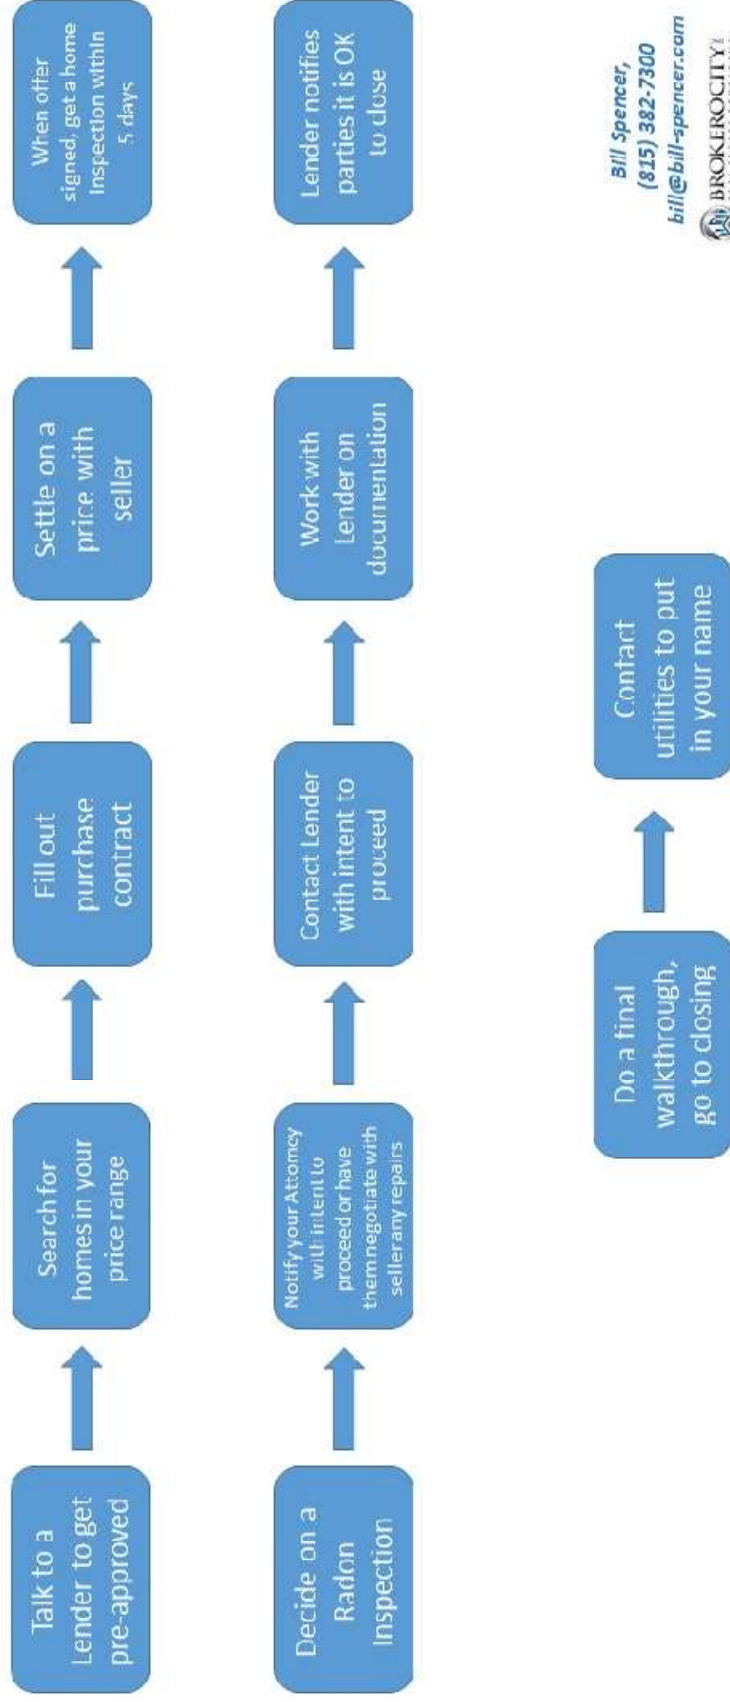 Talk to a
Lender to get
pre-approved
Search for
homes in your
price range
Fill out
purchase
contract
Settle on a
price with
seller
When offer
signed, get a home
Inspection within
5 days
Decide on a
Radon
Inspection
Notify your Attorney
with intent to
proceed or have
them negotiate with
seller any repairs
Contact Lender
with intent to
proceed
Work with
Lender on
documentation
Lender notifies
parties it is OK
to close
Do a final
walkthrough,
go to closing
Contact
utilities to put
in your name
Bill Spencer,
(815) 382-7300
bill@bill-spencer.com
BROKEROCITY!